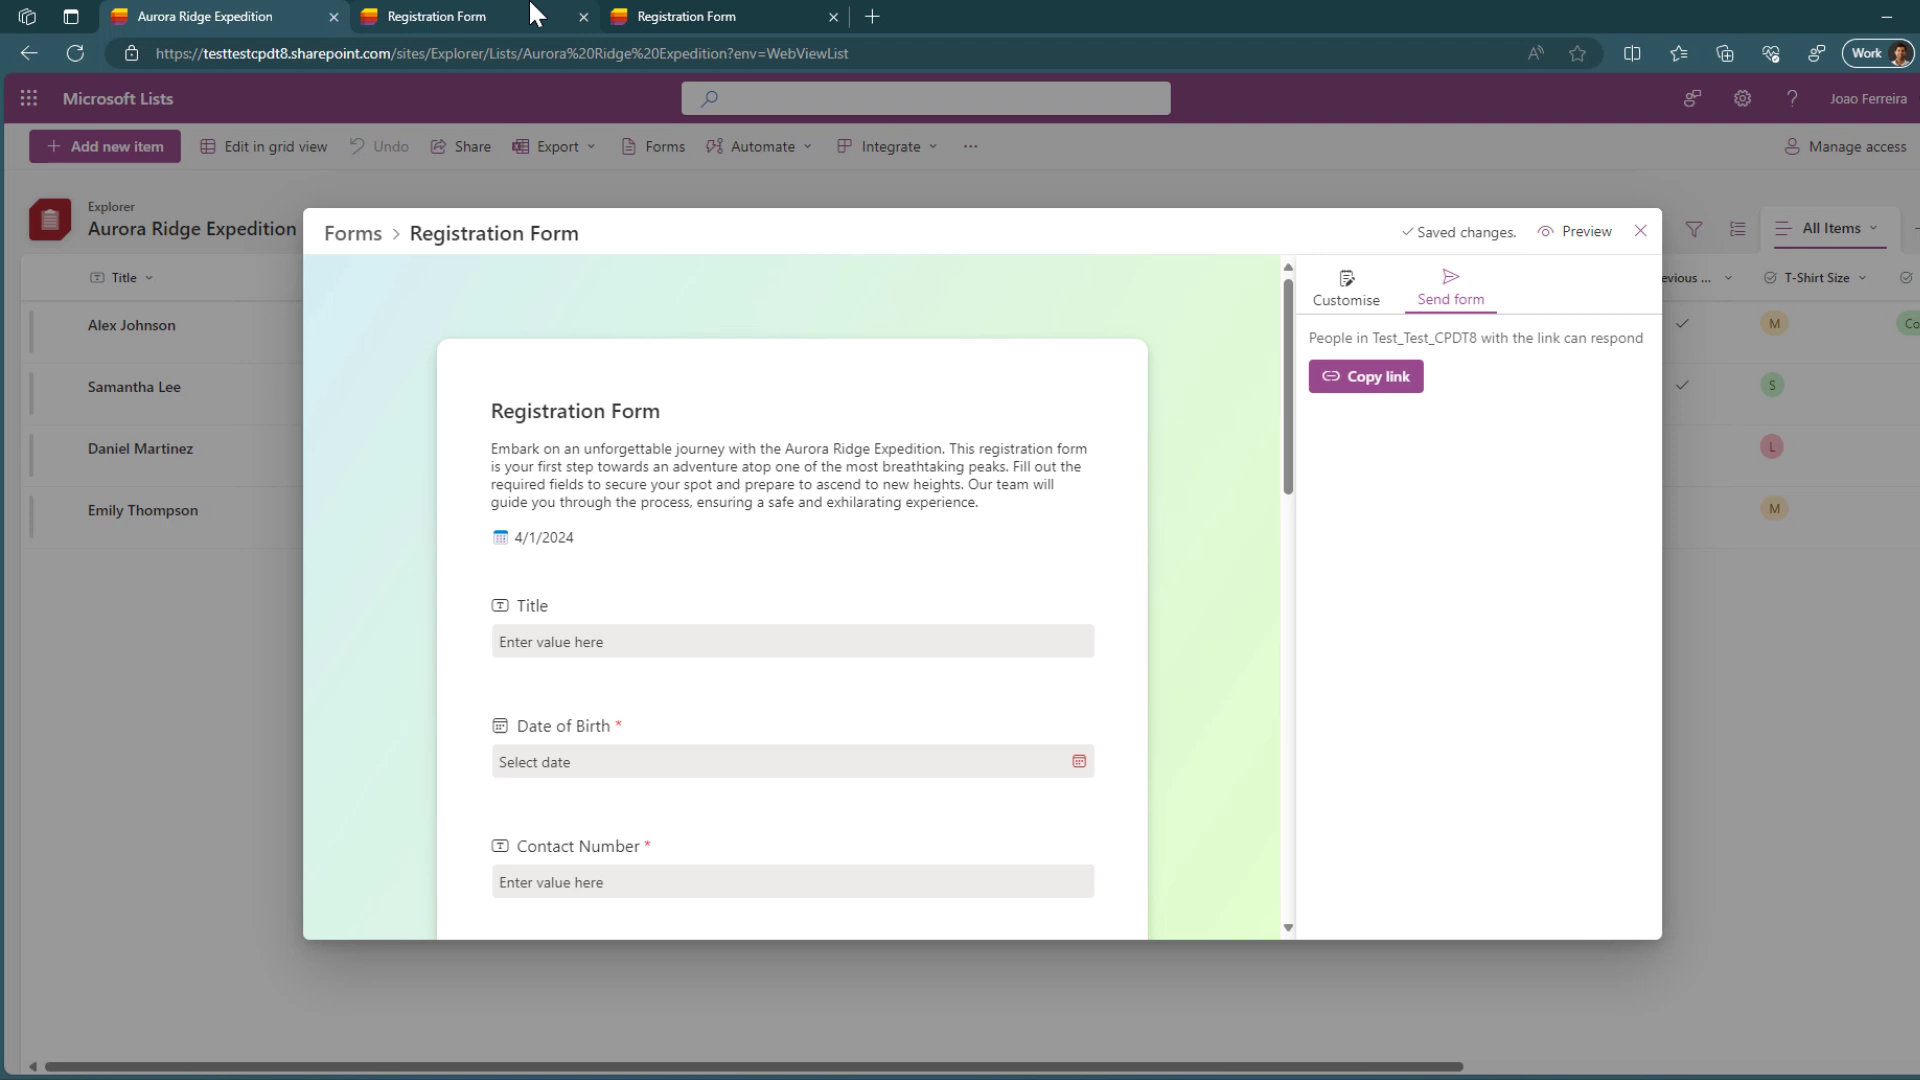 Aurora Ridge Expedition
Registration Form
Registration Form
https://testtestcpdt8.sharepoint.com/sites/Explorer/Lists/Aurora%20Ridge%20Expedition?env=WebViewList
Work
Microsoft Lists
Joao Ferreira
Add new item
Edit in grid view
Undo
Share
Export
Forms
Automate
Integrate
Manage access
Explorer
Aurora Ridge Expedition
All Items
Forms > Registration Form
Saved changes.
Preview
Title
evious ...
T-Shirt Size
Customise
Send form
Alex Johnson
M
Co
People in Test_Test_CPDT8 with the link can respond
Copy link
Samantha Lee
S
Daniel Martinez
L
Emily Thompson
M
Registration Form
Embark on an unforgettable journey with the Aurora Ridge Expedition. This registration form
is your first step towards an adventure atop one of the most breathtaking peaks. Fill out the
required fields to secure your spot and prepare to ascend to new heights. Our team will
guide you through the process, ensuring a safe and exhilarating experience.
4/1/2024
Title
Enter value here
Date of Birth *
Select date
Contact Number *
Enter value here